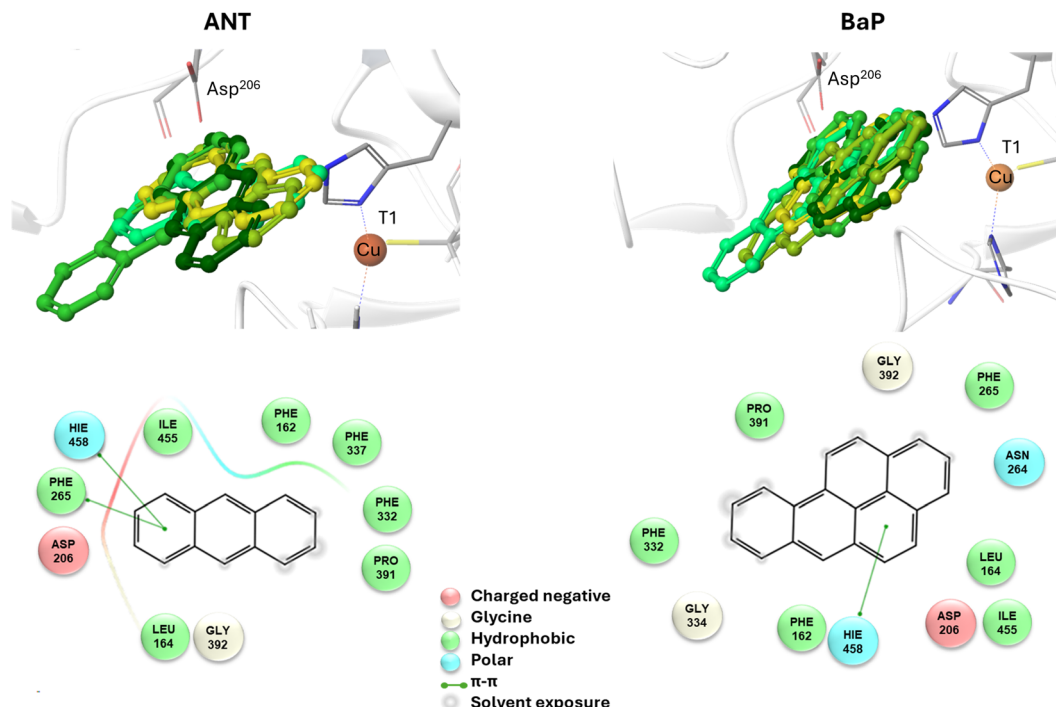 ANT
BaP
Asp206
T1
Cu
Asp206
T1
Cu
HIE
458
ILE
455
PHE
162
PHE
337
PHE
265
PHE
332
ASP
206
PRO
391
LEU
164
GLY
392
GLY
392
PHE
265
PRO
391
ASN
264
PHE
332
LEU
164
GLY
334
PHE
162
HIE
458
ASP
206
ILE
455
Charged negative
Glycine
Hydrophobic
Polar
π-π
Solvent exposure